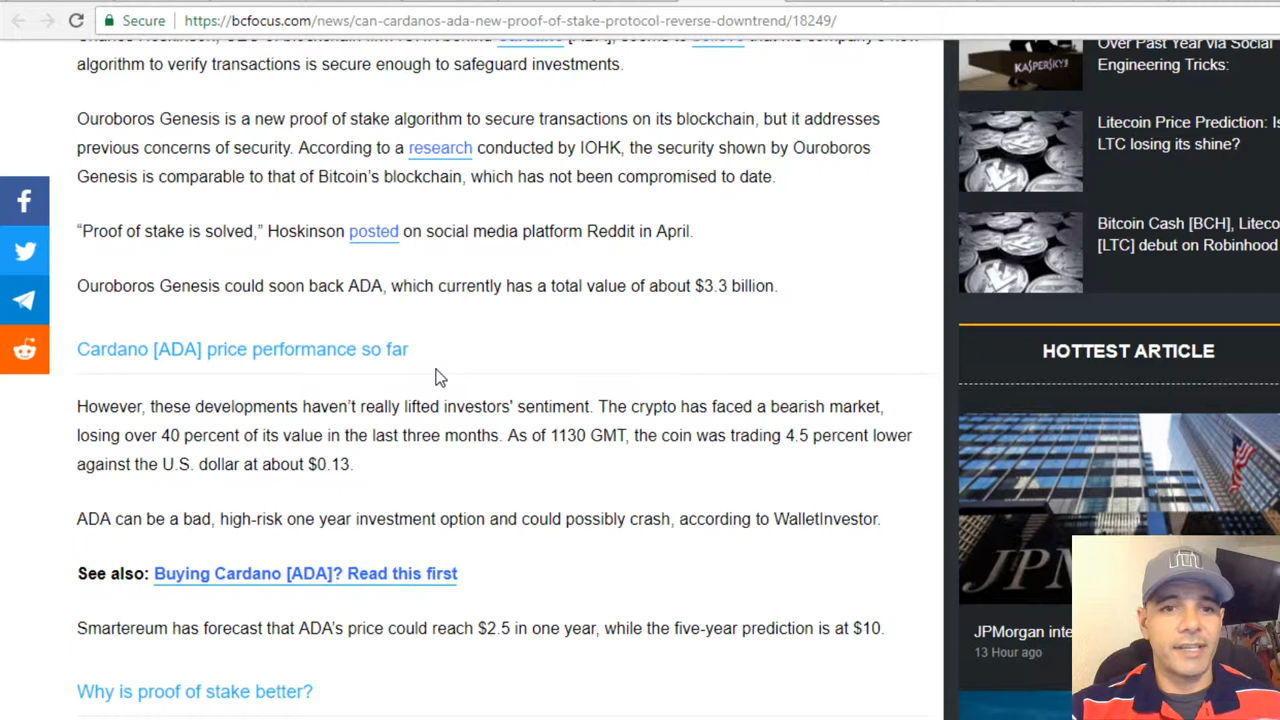 Secure https://bcfocus.com/news/can-cardanos-ada-new-proof-of-stake-protocol-reverse-downtrend/18249/
algorithm to verify transactions is secure enough to safeguard investments.
Ouroboros Genesis is a new proof of stake algorithm to secure transactions on its blockchain, but it addresses
previous concerns of security. According to a research conducted by IOHK, the security shown by Ouroboros
Genesis is comparable to that of Bitcoin's blockchain, which has not been compromised to date.
“Proof of stake is solved,” Hoskinson posted on social media platform Reddit in April.
Ouroboros Genesis could soon back ADA, which currently has a total value of about $3.3 billion.
Cardano [ADA] price performance so far
However, these developments haven’t really lifted investors' sentiment. The crypto has faced a bearish market,
losing over 40 percent of its value in the last three months. As of 1130 GMT, the coin was trading 4.5 percent lower
against the U.S. dollar at about $0.13.
ADA can be a bad, high-risk one year investment option and could possibly crash, according to WalletInvestor.
See also: Buying Cardano [ADA]? Read this first
Smartereum has forecast that ADA’s price could reach $2.5 in one year, while the five-year prediction is at $10.
Why is proof of stake better?
KASPERSKY
Over Past Year via Social
Engineering Tricks:
Litecoin Price Prediction: Is
LTC losing its shine?
Bitcoin Cash [BCH], Liteco
[LTC] debut on Robinhood
HOTTEST ARTICLE
JPM
JPMorgan inte
13 Hour ago